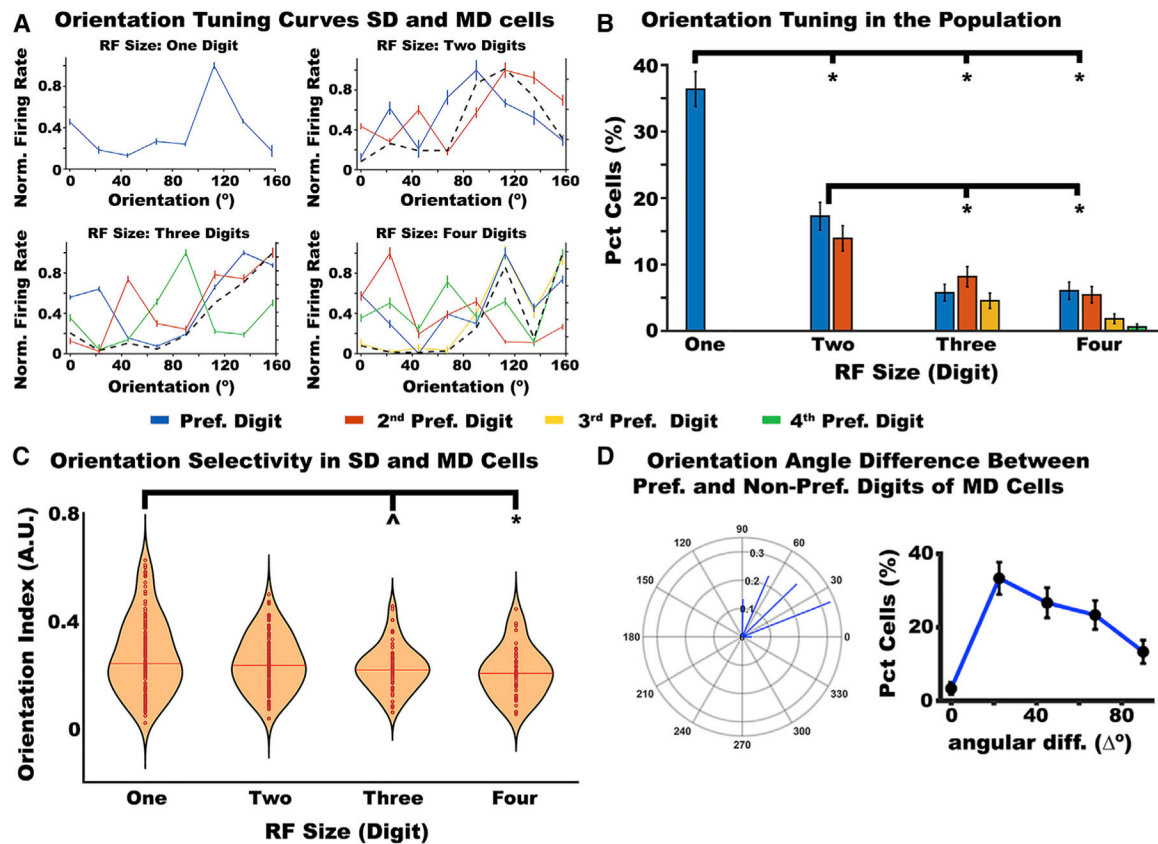 A Orientation Tuning Curves SD and MD cells
RF Size: One Digit
Norm. Firing Rate
0.8
0.4
0
0 40 80 120 160
Orientation (º)
RF Size: Two Digits
Norm. Firing Rate
0.8
0.4
0
0 40 80 120 160
Orientation (º)
RF Size: Three Digits
Norm. Firing Rate
0.8
0.4
0
0 40 80 120 160
Orientation (º)
RF Size: Four Digits
Norm. Firing Rate
0.8
0.4
0
0 40 80 120 160
Orientation (º)
B Orientation Tuning in the Population
* * *
* *
Pct Cells (%)
40
30
20
10
0
One Two Three Four
RF Size (Digit)
Pref. Digit 2nd Pref. Digit 3rd Pref. Digit 4th Pref. Digit
C Orientation Selectivity in SD and MD Cells
^ *
Orientation Index (A.U.)
0.8
0.4
0
One Two Three Four
RF Size (Digit)
D Orientation Angle Difference Between
Pref. and Non-Pref. Digits of MD Cells
90
120 60
0.3
150 0.2 30
0.1
180 0 0
210 330
240 300
270
Pct Cells (%)
40
20
0
0 40 80
angular diff. (Δº)